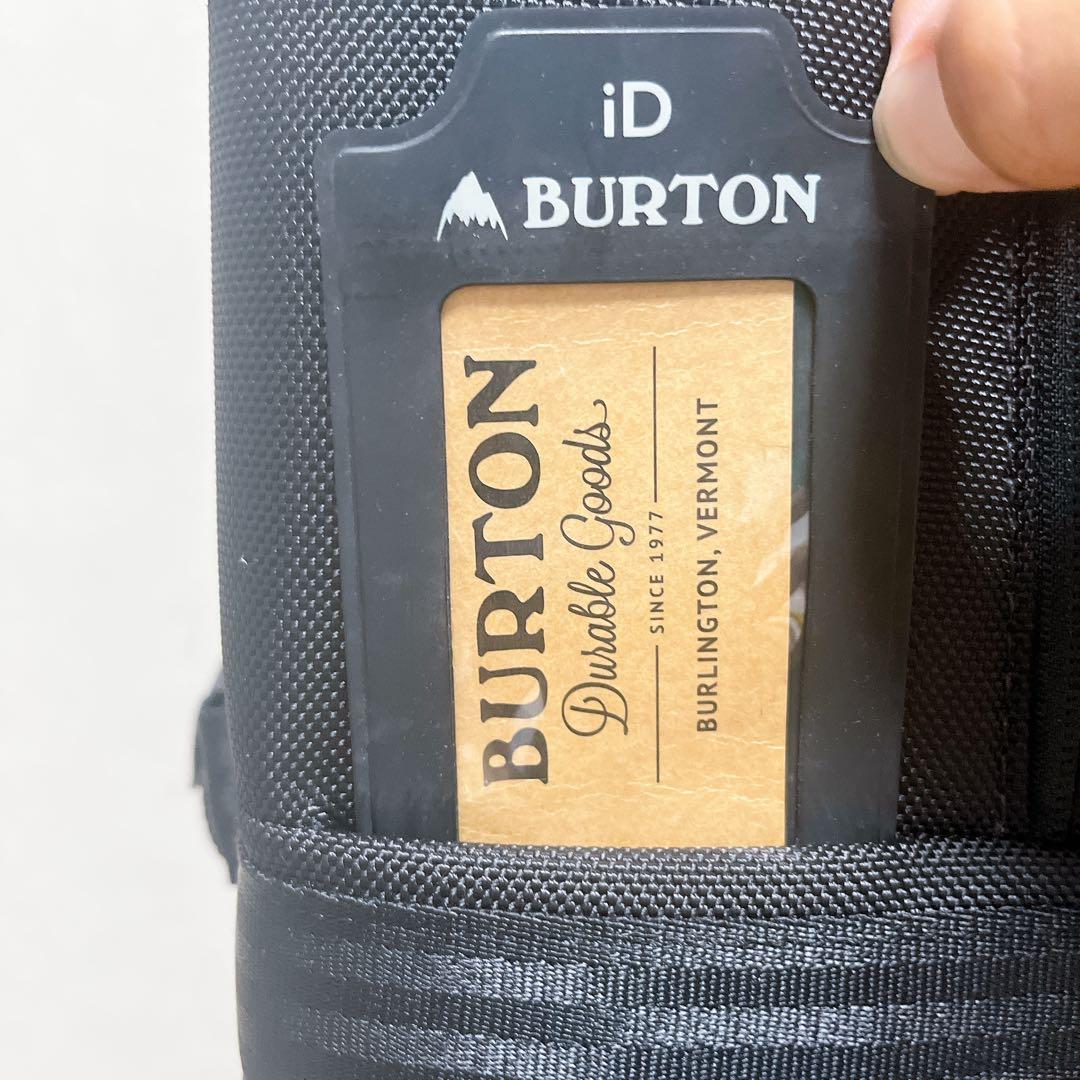 iD
BURTON
BURTON
Durable Goods
SINCE 1977
BURLINGTON, VERMONT